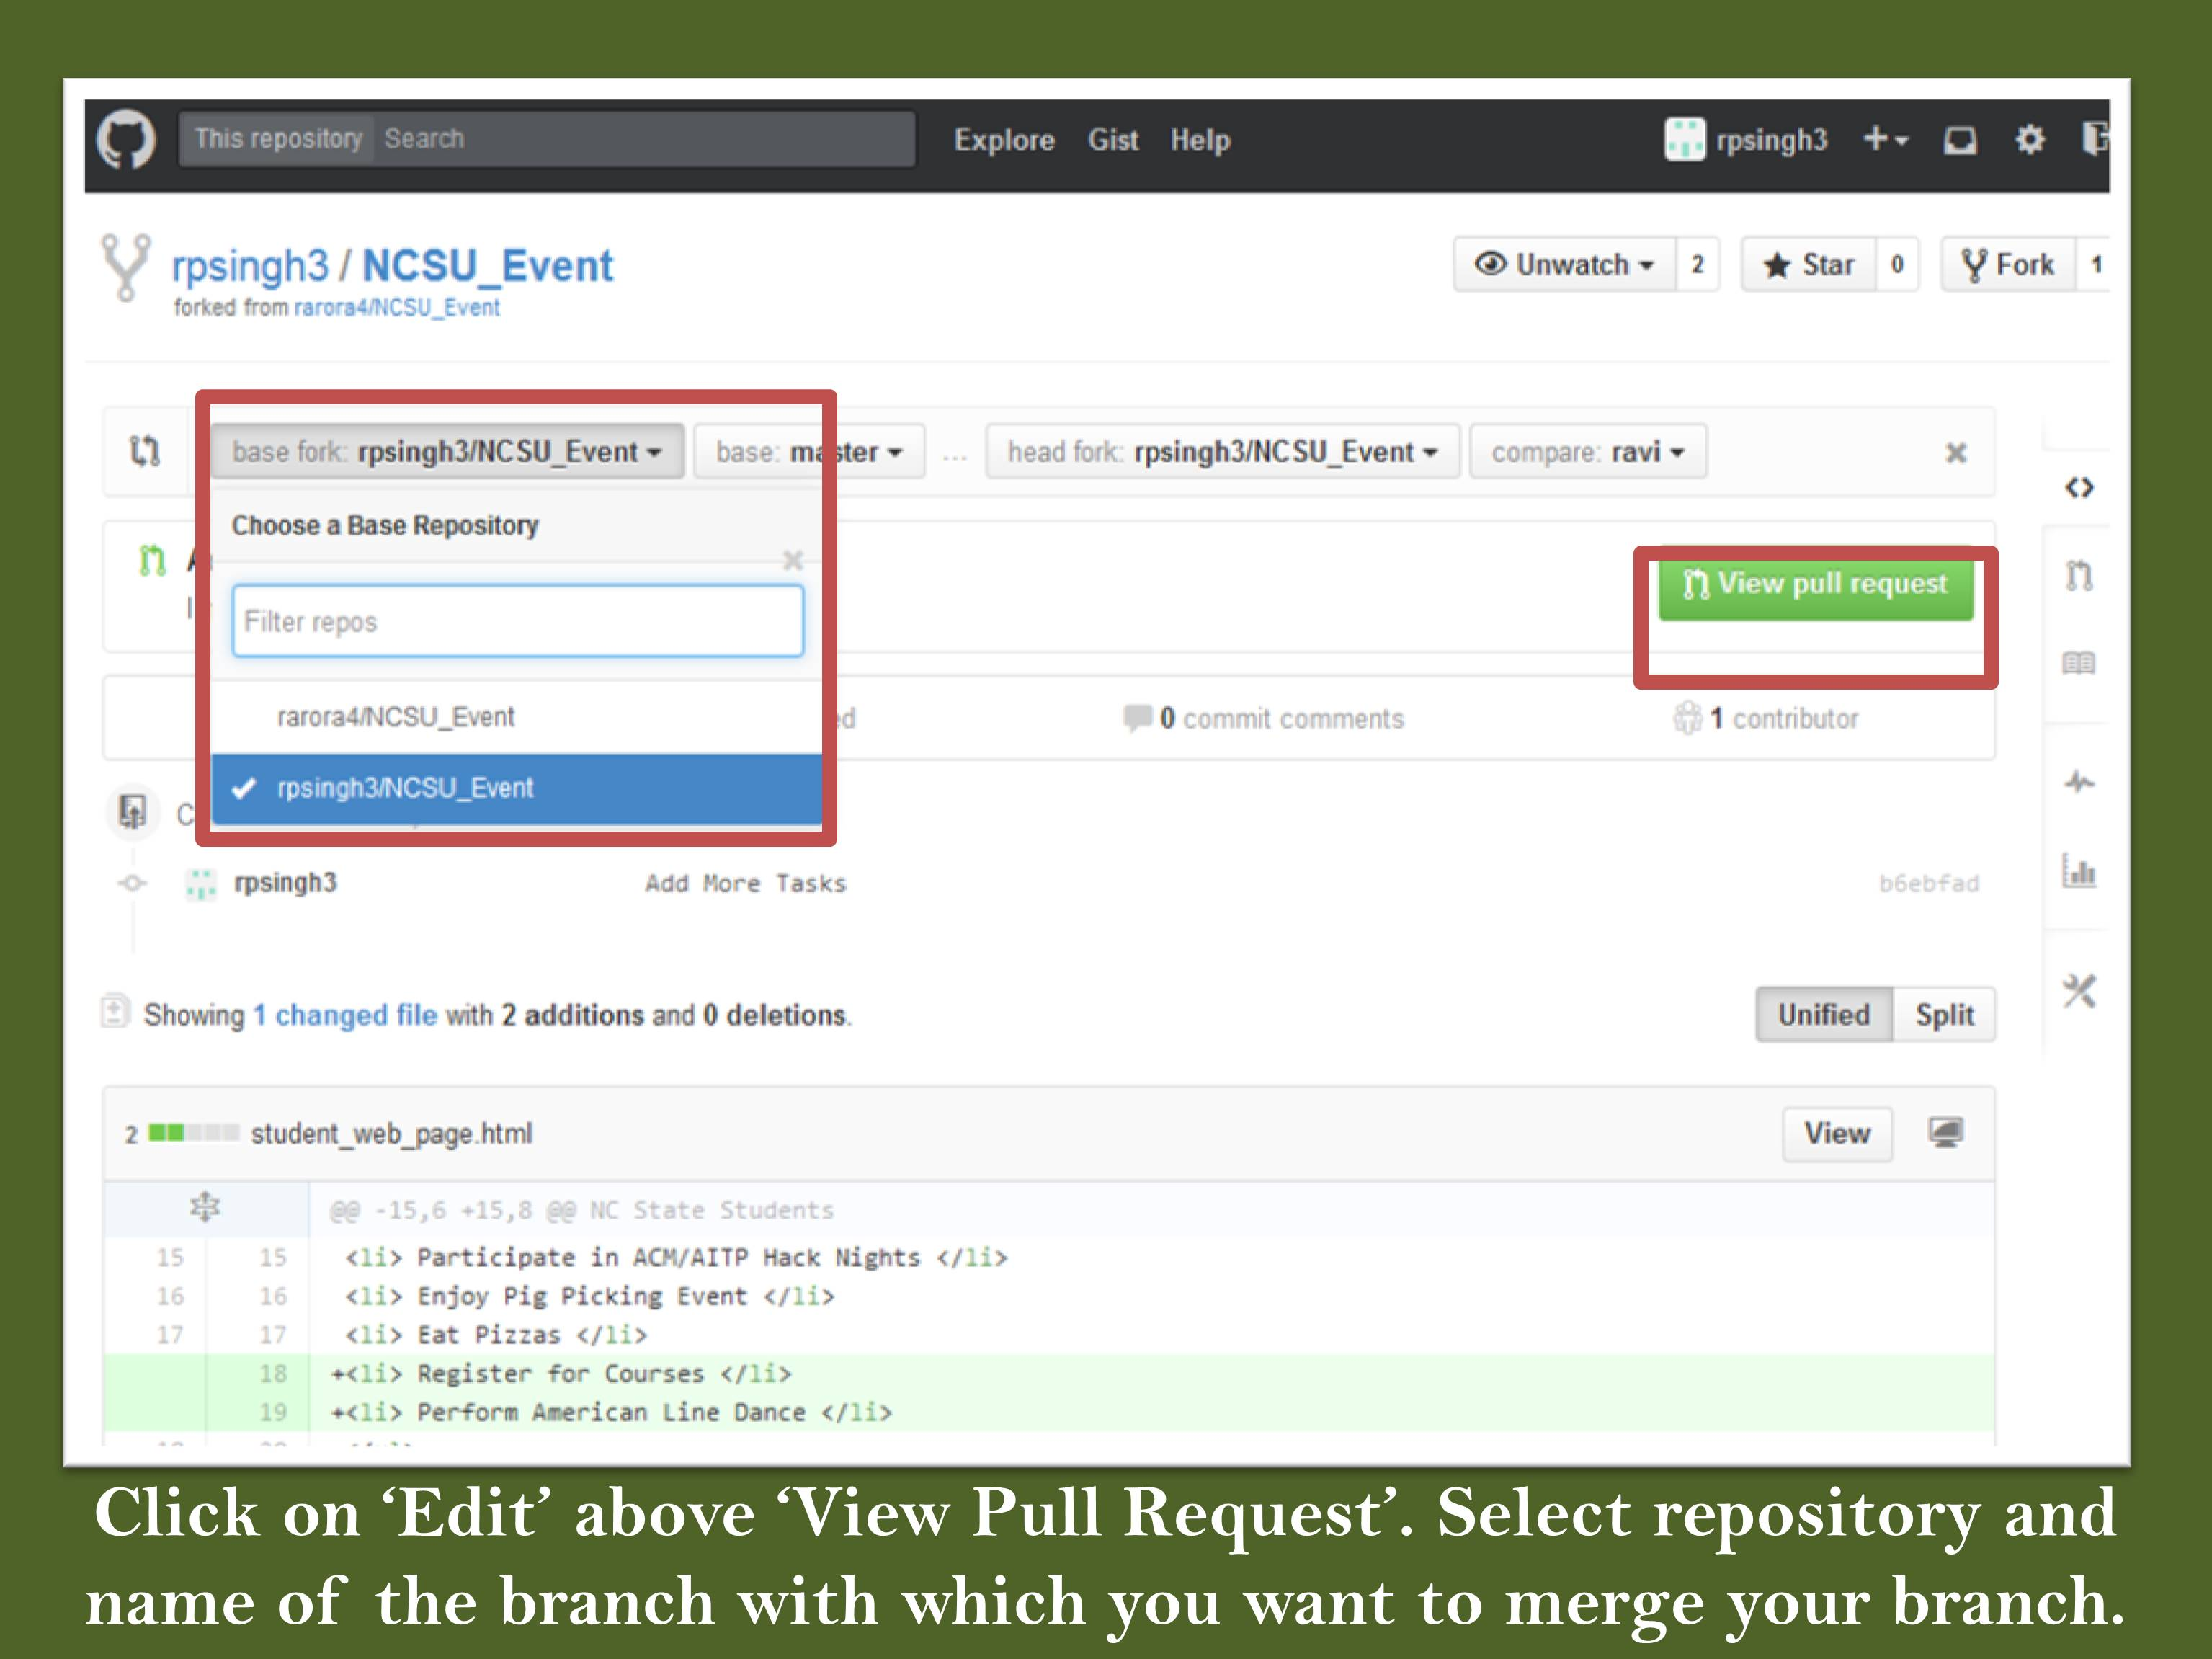 This repository Search Explore Gist Help rpsingh3
rpsingh3 / NCSU_Event Unwatch 2 Star 0 Fork 1
forked from rarora4/NCSU_Event
base fork: rpsingh3/NCSU_Event base: master ... head fork: rpsingh3/NCSU_Event compare: ravi
Choose a Base Repository
View pull request
Filter repos
rarora4/NCSU_Event 0 commit comments 1 contributor
rpsingh3/NCSU_Event
rpsingh3 Add More Tasks b6ebfad
Showing 1 changed file with 2 additions and 0 deletions.
Unified Split
2 student_web_page.html View
@@ -15,6 +15,8 @@ NC State Students
15 15 <li> Participate in ACM/AITP Hack Nights </li>
16 16 <li> Enjoy Pig Picking Event </li>
17 17 <li> Eat Pizzas </li>
18 +<li> Register for Courses </li>
19 +<li> Perform American Line Dance </li>
Click on ‘Edit’ above ‘View Pull Request’. Select repository and
name of the branch with which you want to merge your branch.